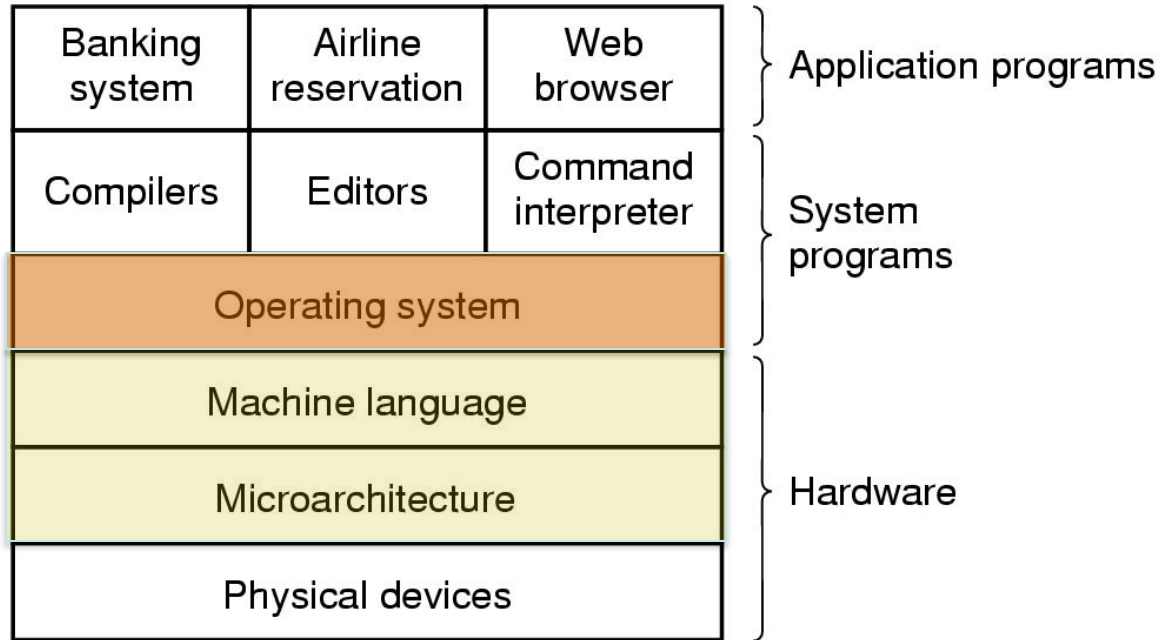 Banking
system
Airline
reservation
Web
browser
Application programs
Compilers
Editors
Command
interpreter
System
programs
Operating system
Machine language
Microarchitecture
Hardware
Physical devices